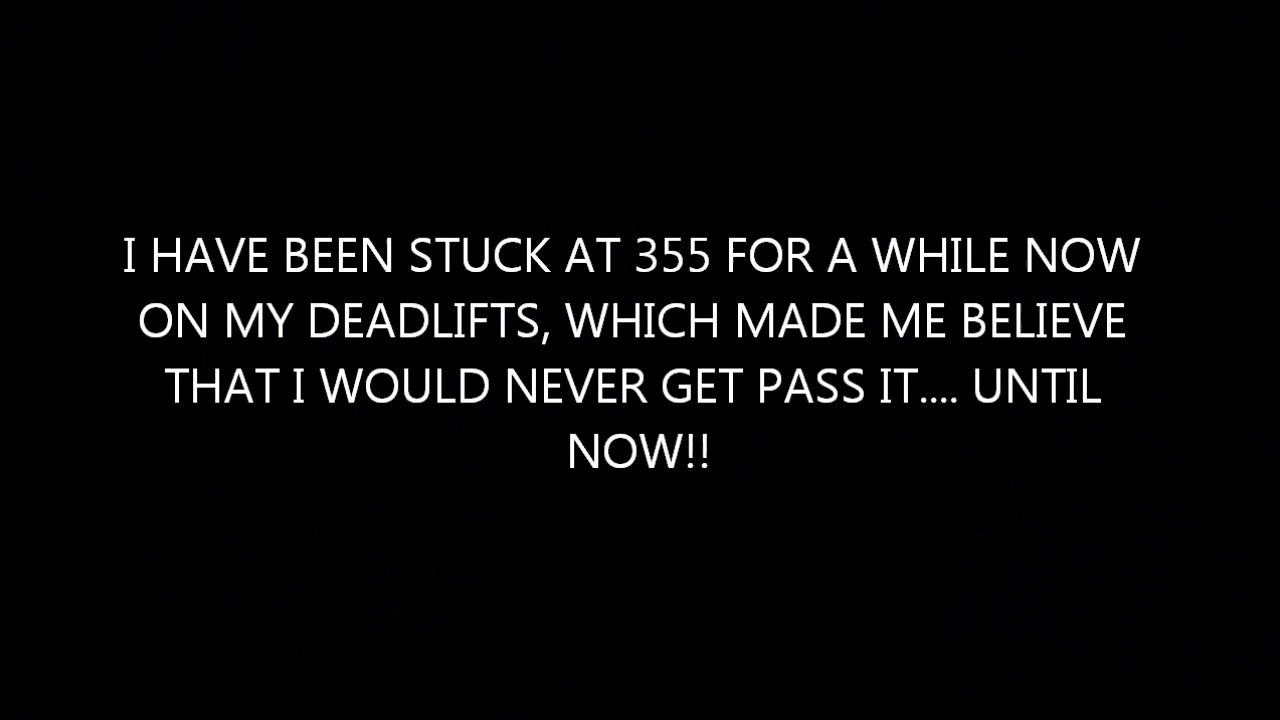 I HAVE BEEN STUCK AT 355 FOR A WHILE NOW
ON MY DEADLIFTS, WHICH MADE ME BELIEVE
THAT I WOULD NEVER GET PASS IT.... UNTIL
NOW!!